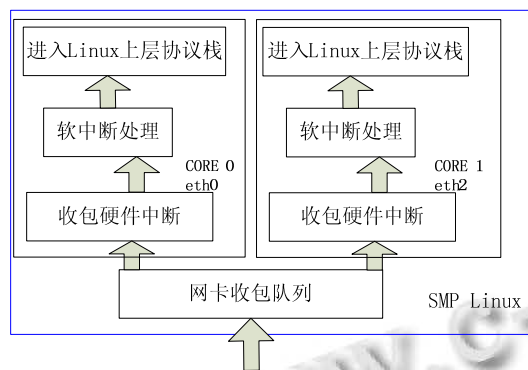 进入Linux上层协议栈
软中断处理
CORE 0
eth0
收包硬件中断
进入Linux上层协议栈
软中断处理
CORE 1
eth2
收包硬件中断
网卡收包队列
SMP Linux